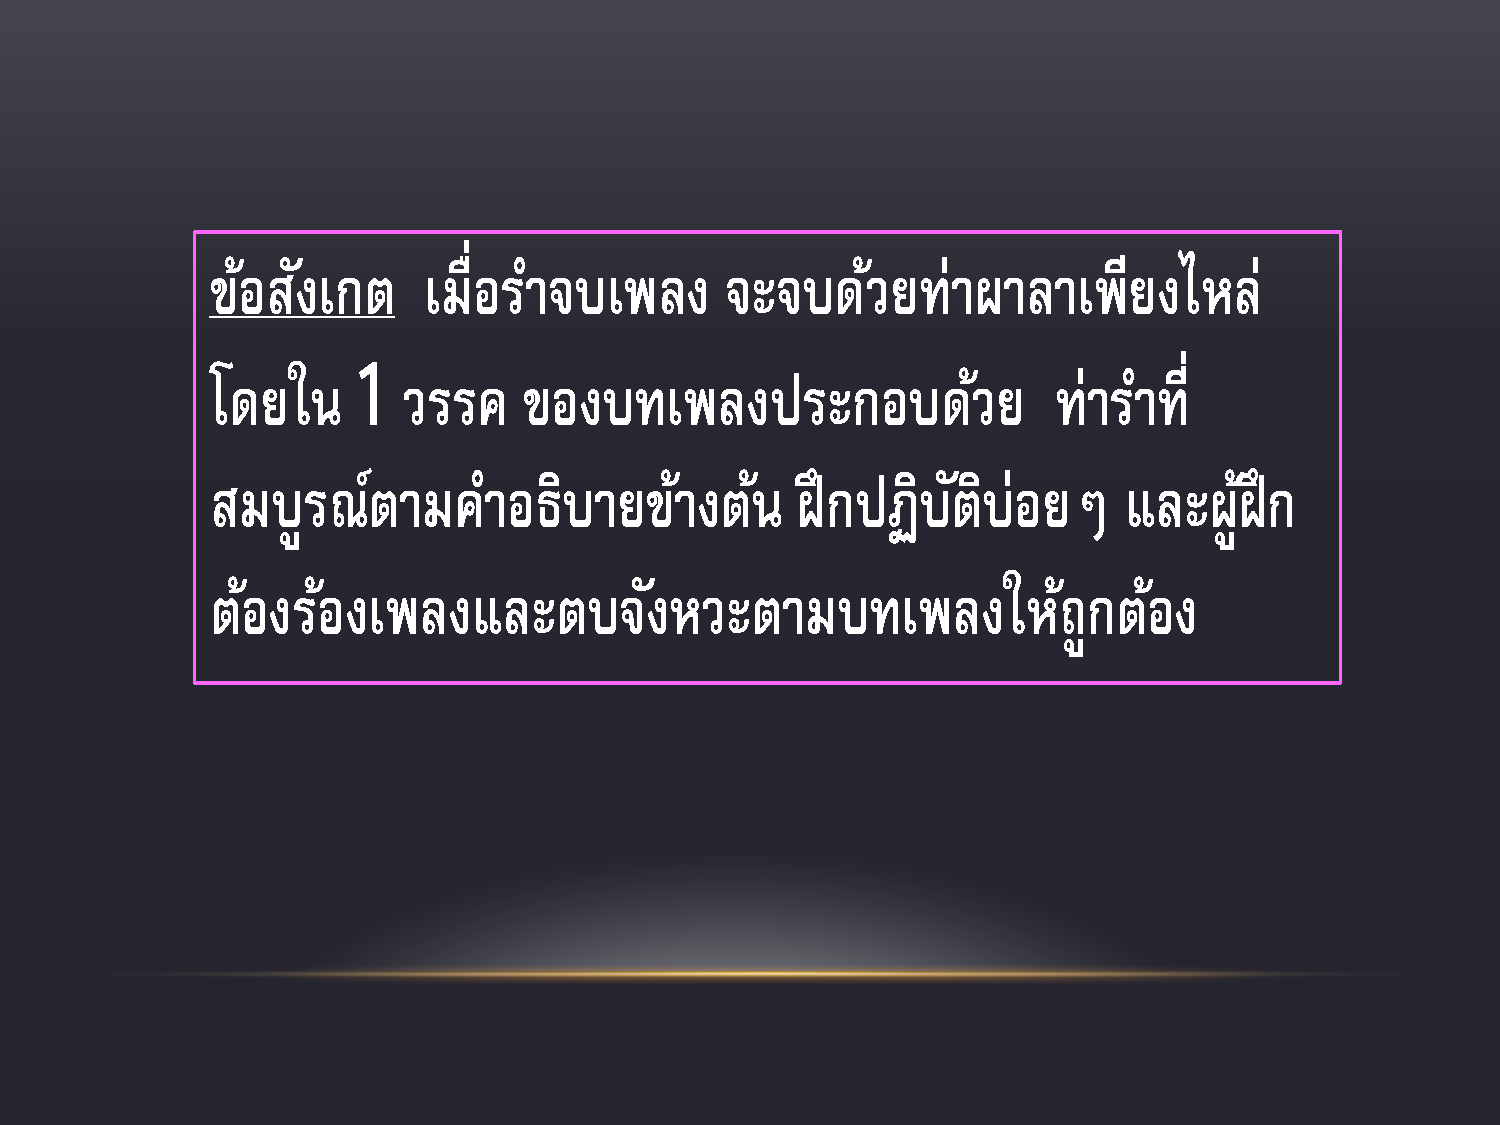 ข้อสังเกต เมื่อรำจบเพลง จะจบด้วยท่าผาลาเพียงไหล่
โดยใน 1 วรรค ของบทเพลงประกอบด้วย ท่ารำที่
สมบูรณ์ตามคำอธิบายข้างต้น ฝึกปฏิบัติบ่อย ๆ และผู้ฝึก
ต้องร้องเพลงและตบจังหวะตามบทเพลงให้ถูกต้อง